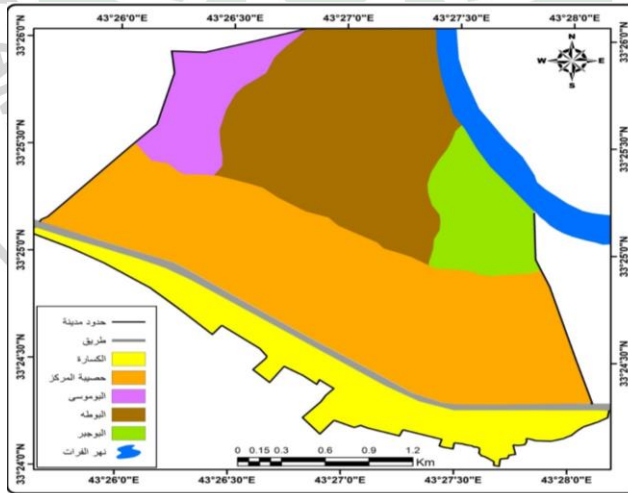 43°26'0"E 43°26'30"E 43°27'0"E 43°27'30"E 43°28'0"E
33°26'0"N
33°26'0"N
N
W E
S
33°25'30"N
33°25'30"N
33°25'0"N
33°25'0"N
33°24'30"N
33°24'30"N
33°24'0"N
حدود مدينة
طريق
الكسارة
حصيبة المركز
البوموسى
البوطه
البوجبر
نهر الفرات
0 0.15 0.3 0.6 0.9 1.2
Km
43°26'0"E 43°26'30"E 43°27'0"E 43°27'30"E 43°28'0"E